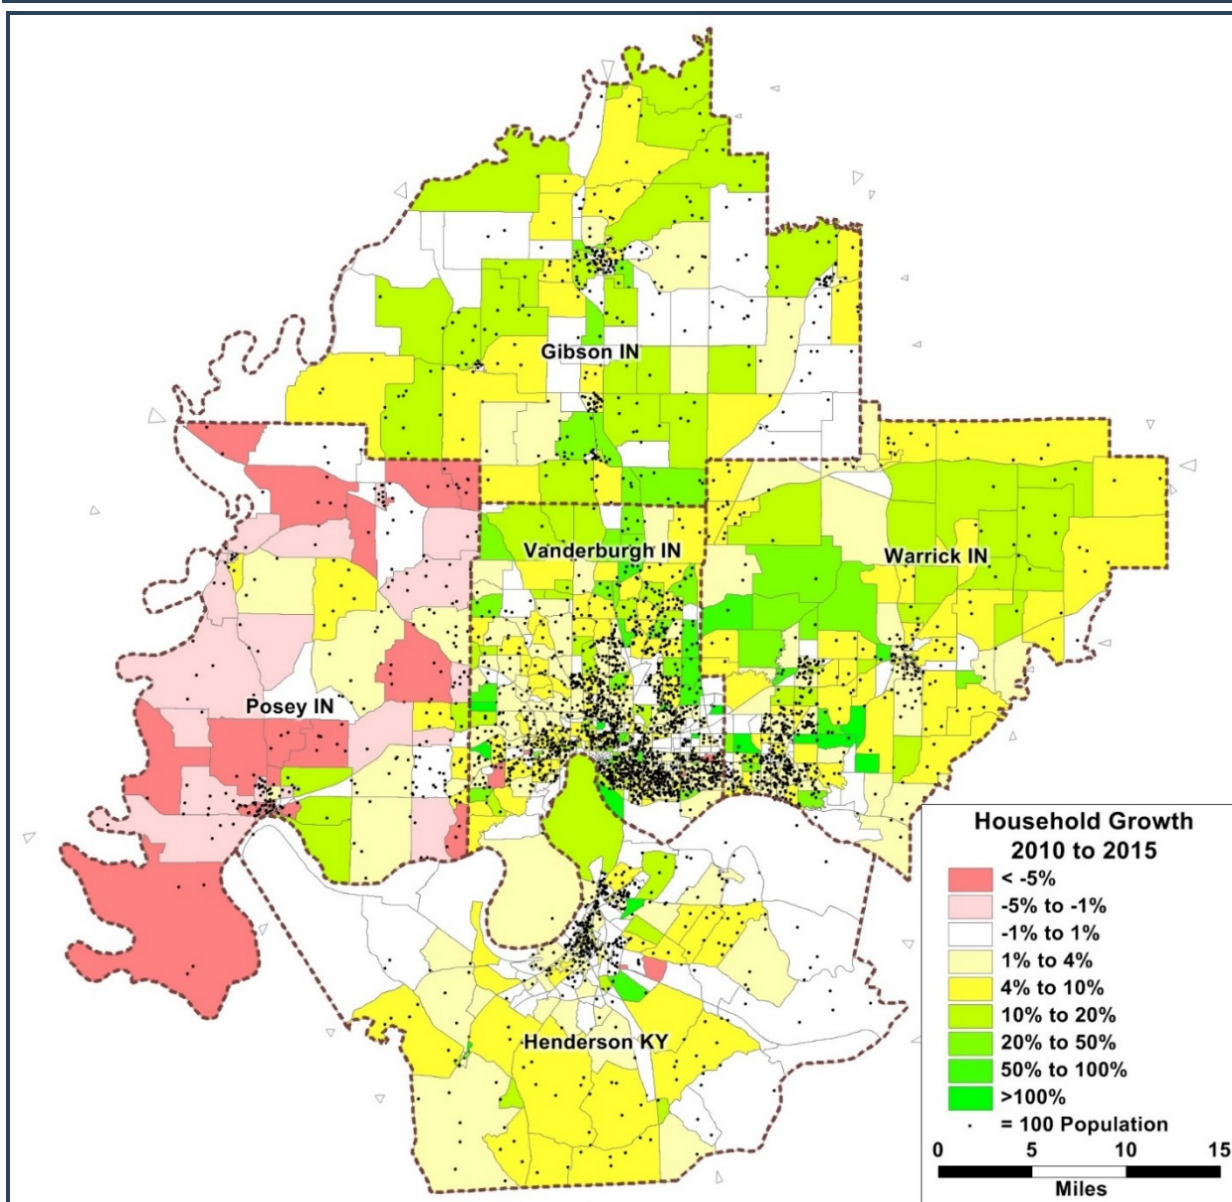 Gibson IN
Vanderburgh IN
Warrick IN
Posey IN
Henderson KY
Household Growth
2010 to 2015
< -5%
-5% to -1%
-1% to 1%
1% to 4%
4% to 10%
10% to 20%
20% to 50%
50% to 100%
>100%
= 100 Population
0 5 10 15
Miles